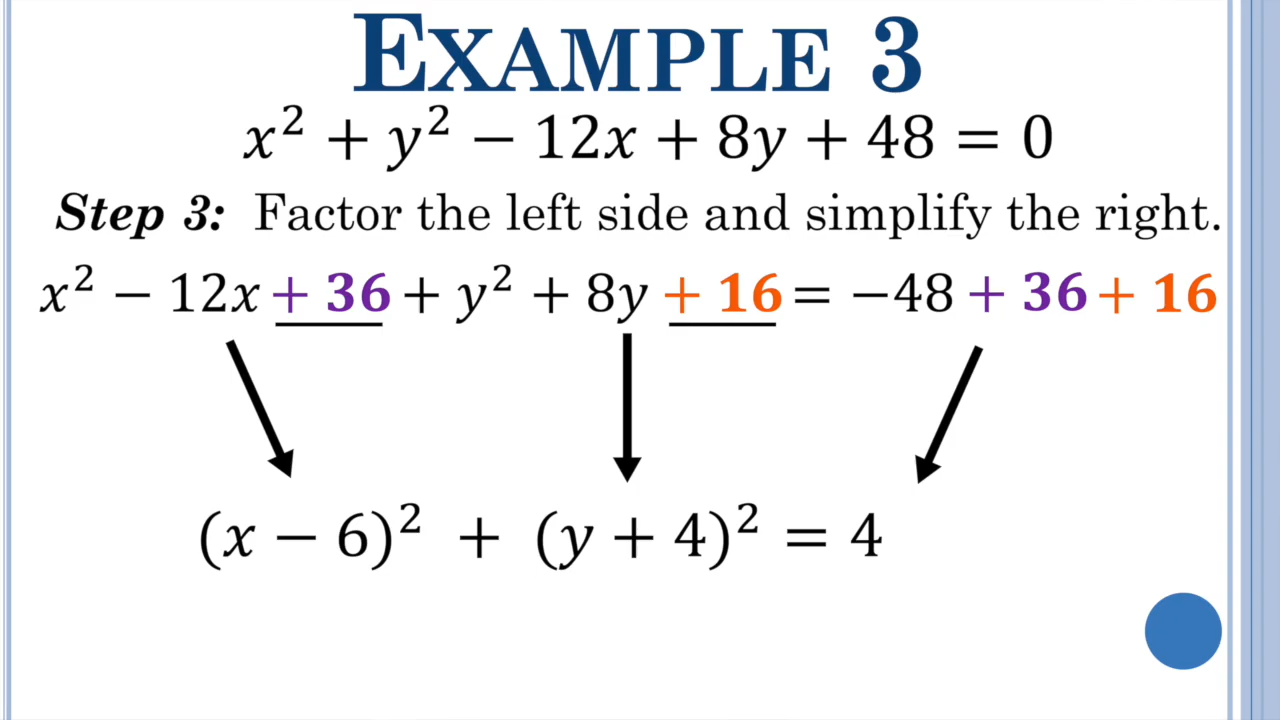 EXAMPLE 3
x² + y² − 12x + 8y + 48 = 0
Step 3: Factor the left side and simplify the right.
x² − 12x + 36 + y² + 8y + 16 = −48 + 36 + 16
(x − 6)² + (y + 4)² = 4